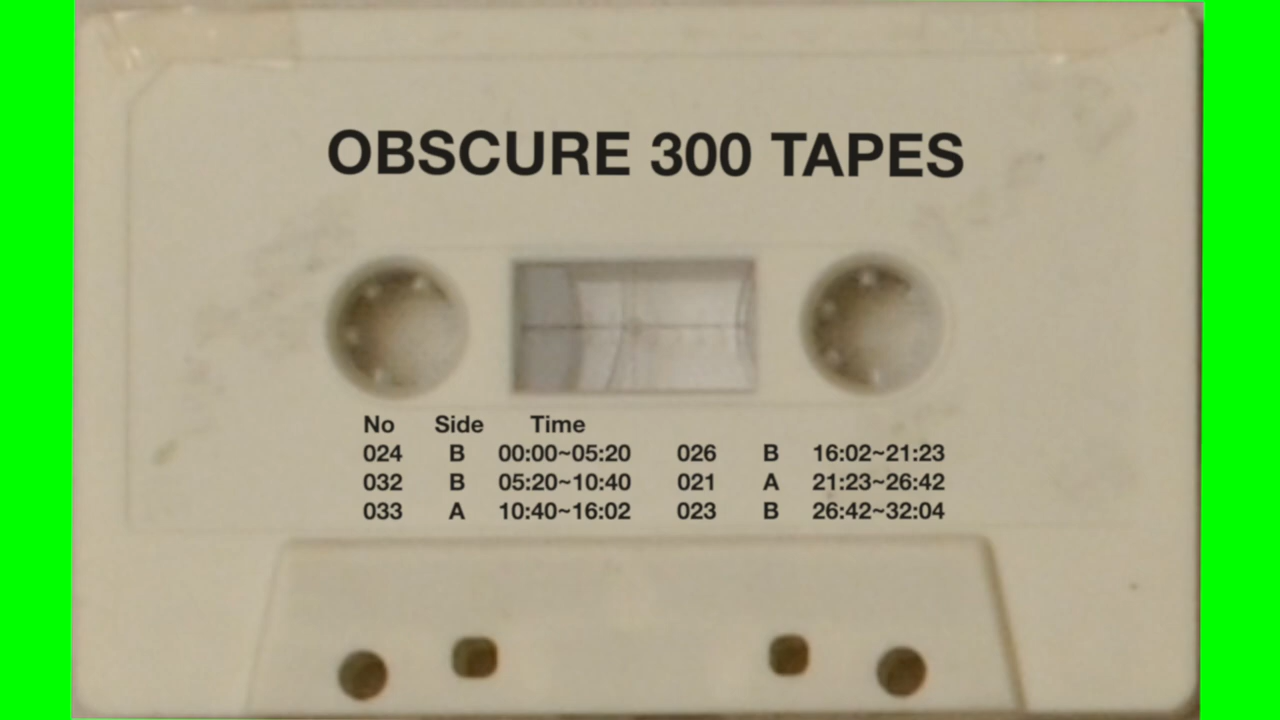 OBSCURE 300 TAPES
No Side Time
024 B 00:00~05:20 026 B 16:02~21:23
032 B 05:20~10:40 021 A 21:23~26:42
033 A 10:40~16:02 023 B 26:42~32:04